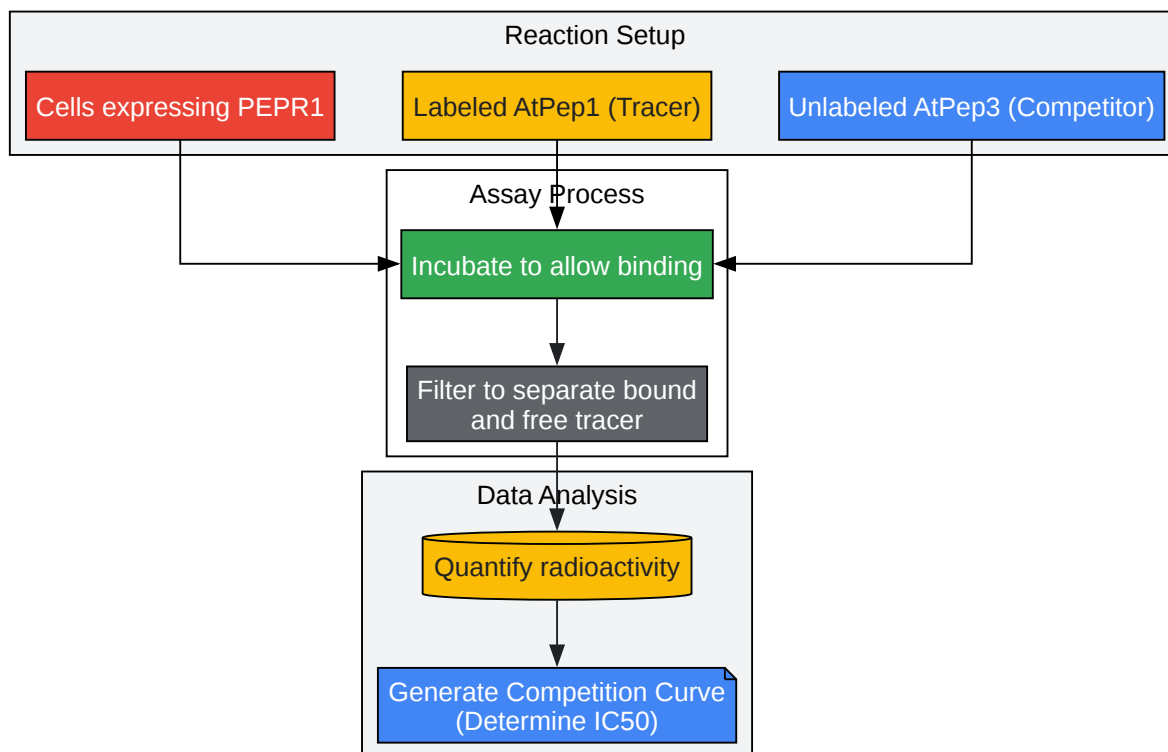 Reaction Setup
Cells expressing PEPR1
Labeled AtPep1 (Tracer)
Unlabeled AtPep3 (Competitor)
Assay Process
Incubate to allow binding
Filter to separate bound
and free tracer
Data Analysis
Quantify radioactivity
Generate Competition Curve
(Determine IC50)